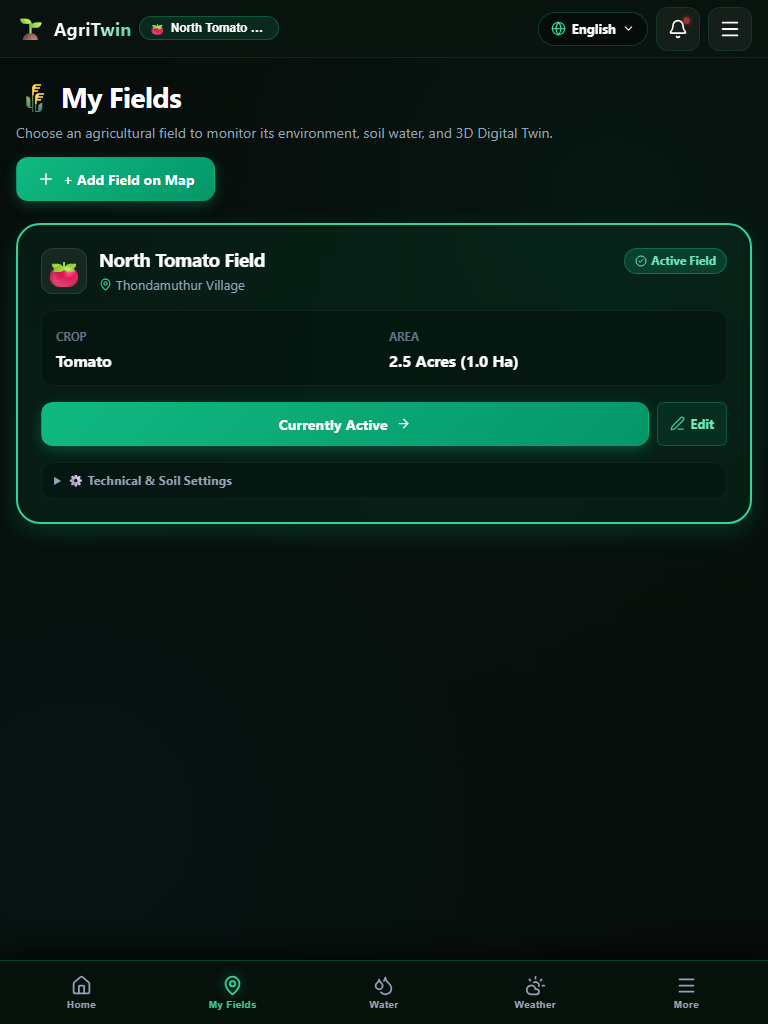 AgriTwin
North Tomato ...
English
My Fields
Choose an agricultural field to monitor its environment, soil water, and 3D Digital Twin.
+ Add Field on Map
North Tomato Field
Active Field
Thondamuthur Village
CROP
AREA
Tomato
2.5 Acres (1.0 Ha)
Currently Active →
Edit
Technical & Soil Settings
Home
My Fields
Water
Weather
More